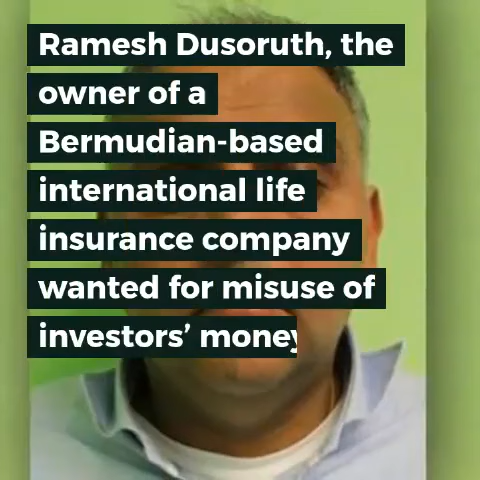 Ramesh Dusoruth, the
owner of a
Bermudian-based
international life
insurance company
wanted for misuse of
investors’ money